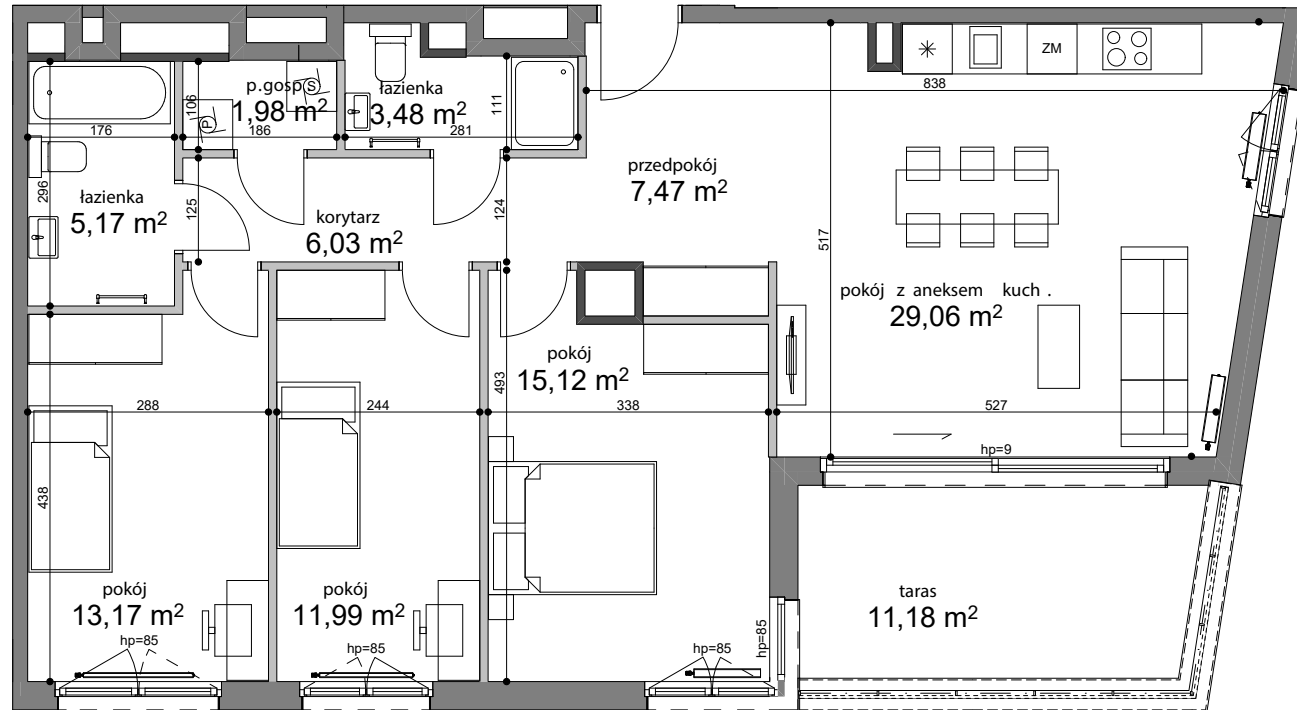 ZM
838
p.gosp
S
1,98 m²
łazienka
3,48 m²
106
P
111
176
186
281
przedpokój
7,47 m²
296
łazienka
5,17 m²
125
korytarz
6,03 m²
124
517
pokój z aneksem kuch .
29,06 m²
pokój
15,12 m²
493
288
244
338
527
hp=9
438
pokój
13,17 m²
hp=85
pokój
11,99 m²
hp=85
hp=85
hp=85
taras
11,18 m²